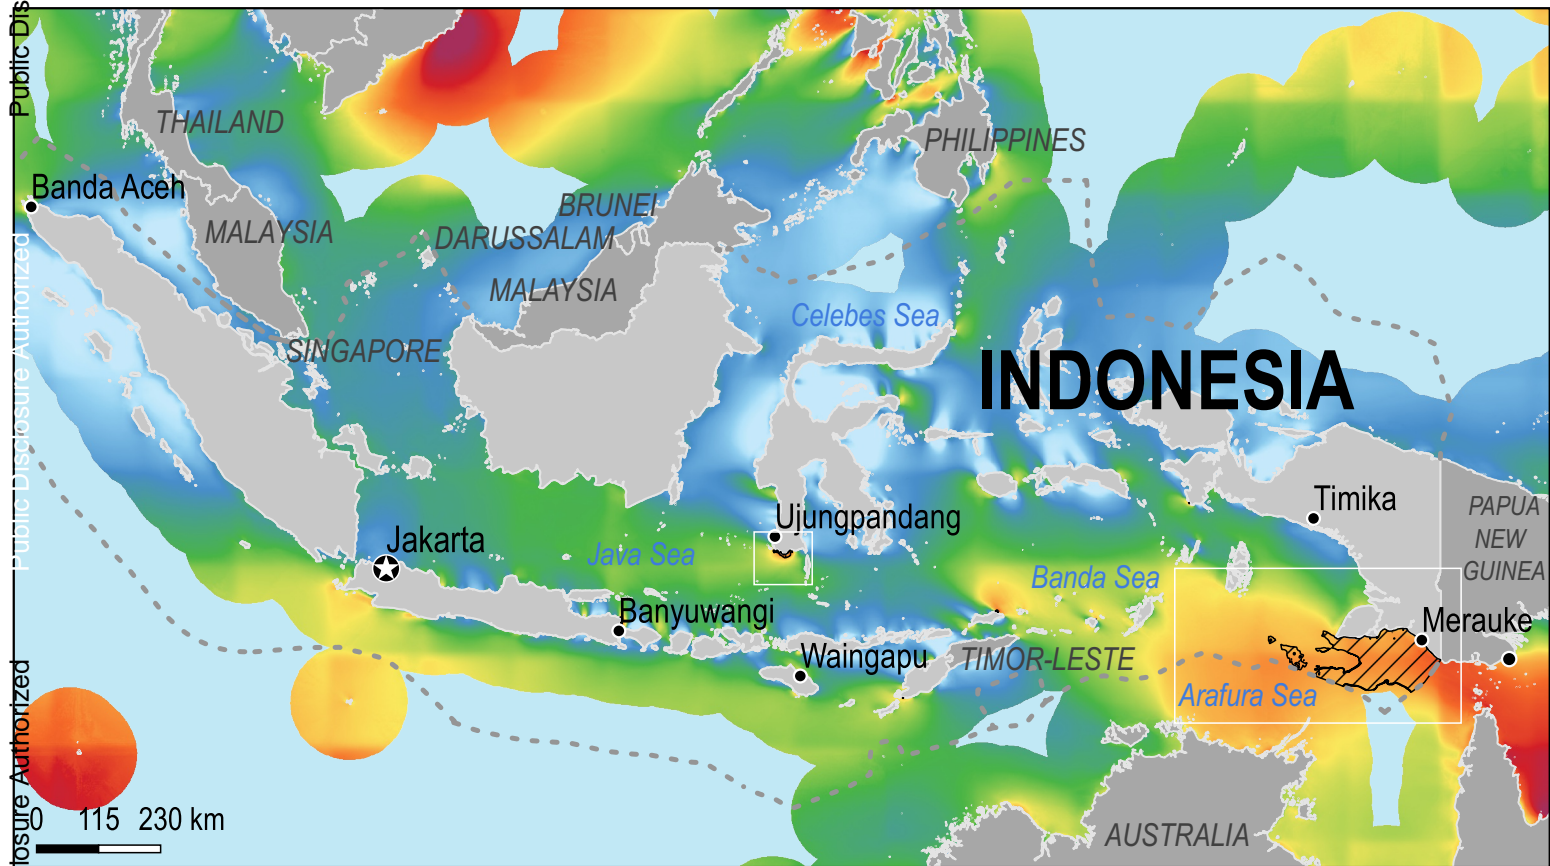 Public Dis
Public Disclosure Authorized
losure Authorized
THAILAND
PHILIPPINES
Banda Aceh
MALAYSIA
BRUNEI
DARUSSALAM
MALAYSIA
Celebes Sea
SINGAPORE
INDONESIA
Timika
PAPUA
NEW
GUINEA
Ujungpandang
Jakarta
Java Sea
Banda Sea
Banyuwangi
Merauke
Waingapu
TIMOR-LESTE
Arafura Sea
0 115 230 km
AUSTRALIA